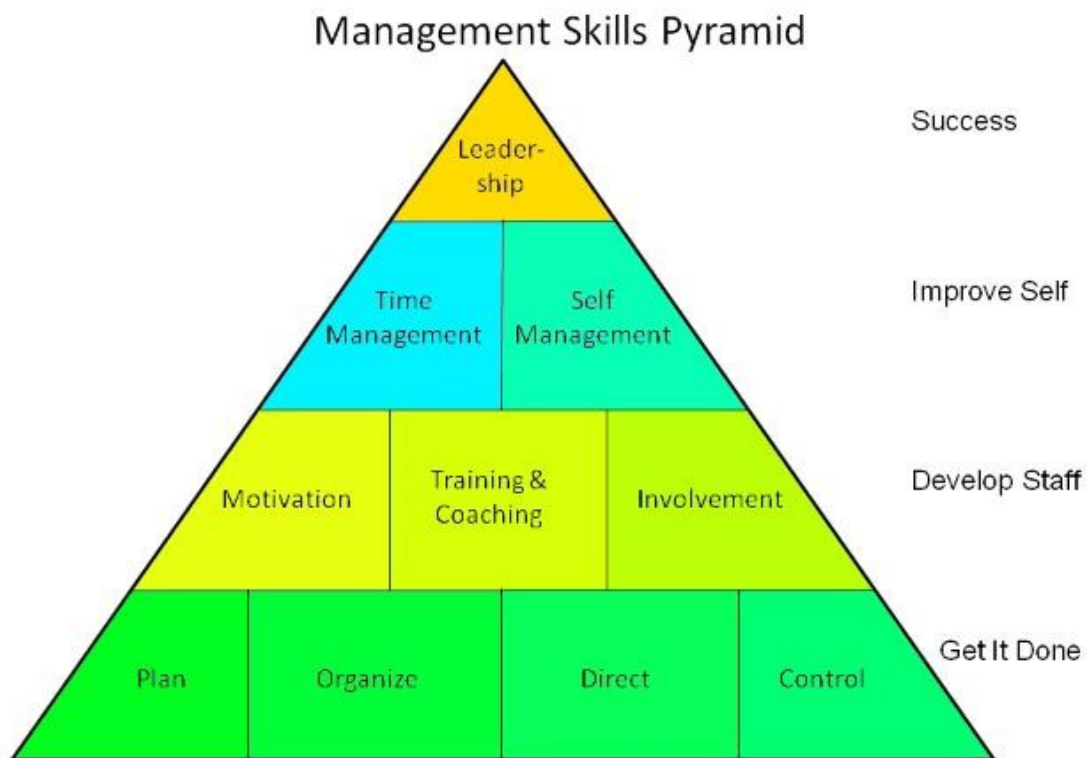 Management Skills Pyramid
Success
Leader-
ship
Improve Self
Time
Management
Self
Management
Develop Staff
Motivation
Training &
Coaching
Involvement
Get It Done
Plan
Organize
Direct
Control